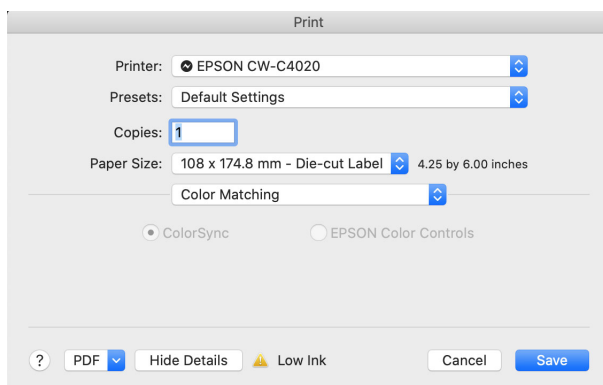 Print
Printer: EPSON CW-C4020
Presets: Default Settings
Copies: 1
Paper Size: 108 x 174.8 mm - Die-cut Label 4.25 by 6.00 inches
Color Matching
ColorSync EPSON Color Controls
? PDF Hide Details Low Ink Cancel Save